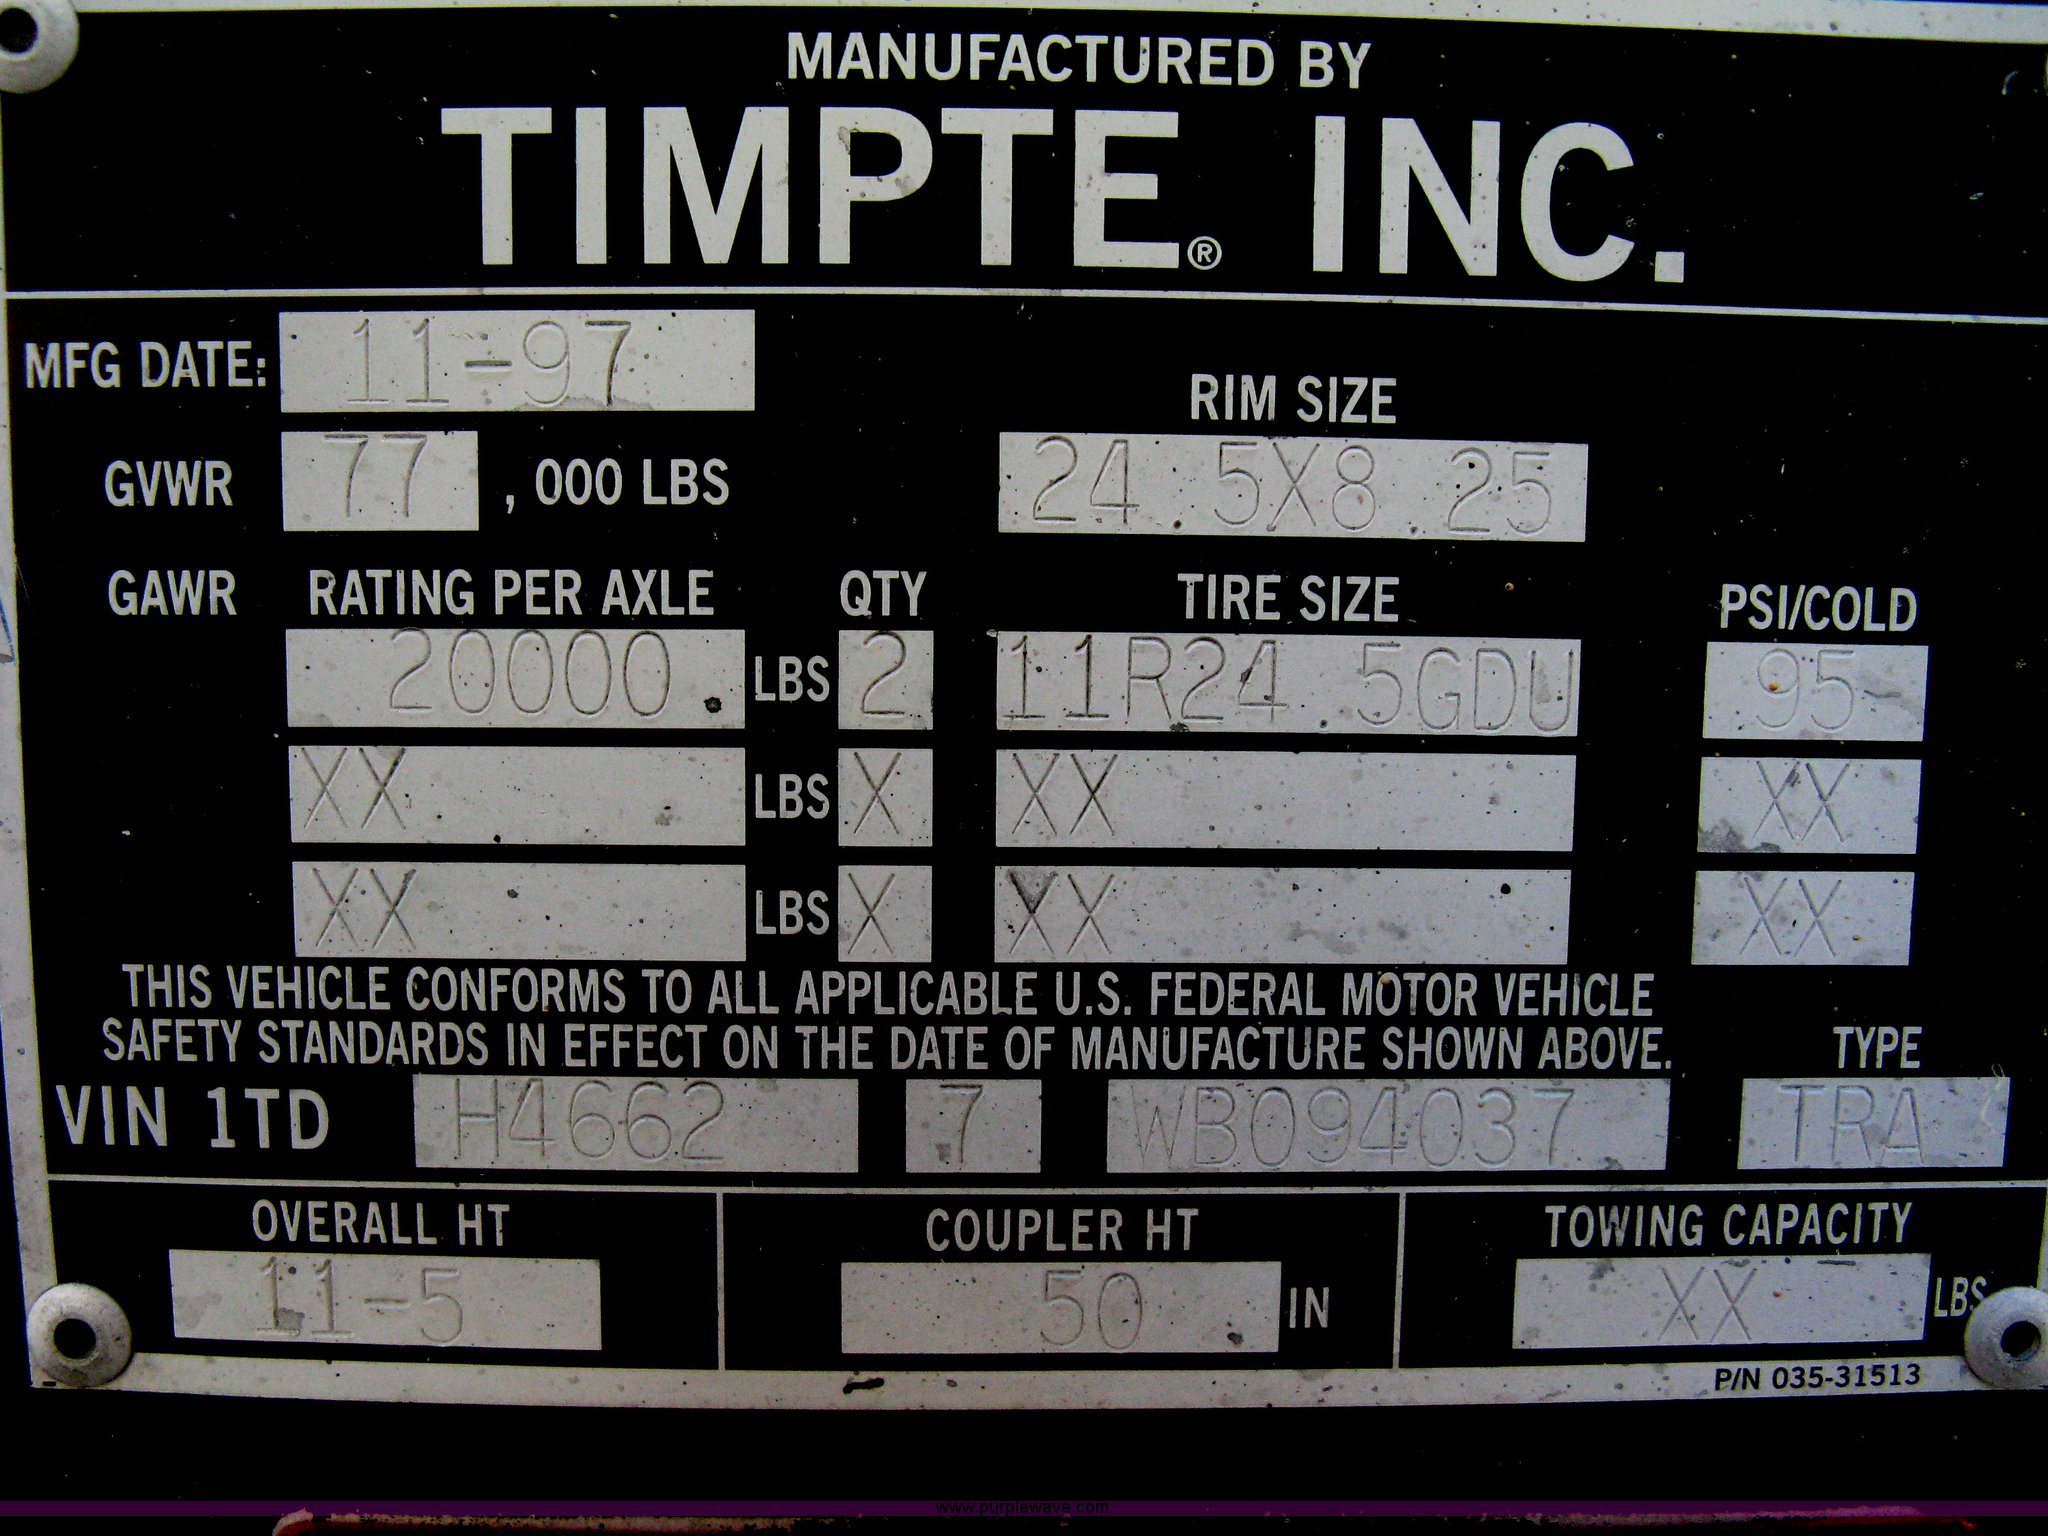 MANUFACTURED BY
TIMPTE® INC.
MFG DATE: 11-97
RIM SIZE
GVWR 77 , 000 LBS 24.5X8.25
GAWR RATING PER AXLE QTY TIRE SIZE PSI/COLD
20000. LBS 2 11R24.5GDU 95
XX LBS X XX XX
XX LBS X XX XX
THIS VEHICLE CONFORMS TO ALL APPLICABLE U.S. FEDERAL MOTOR VEHICLE
SAFETY STANDARDS IN EFFECT ON THE DATE OF MANUFACTURE SHOWN ABOVE. TYPE
VIN 1TD H4662 7 WB094037 TRA
OVERALL HT COUPLER HT TOWING CAPACITY
11-5 50 IN XX LBS
P/N 035-31513
www.purplewave.com